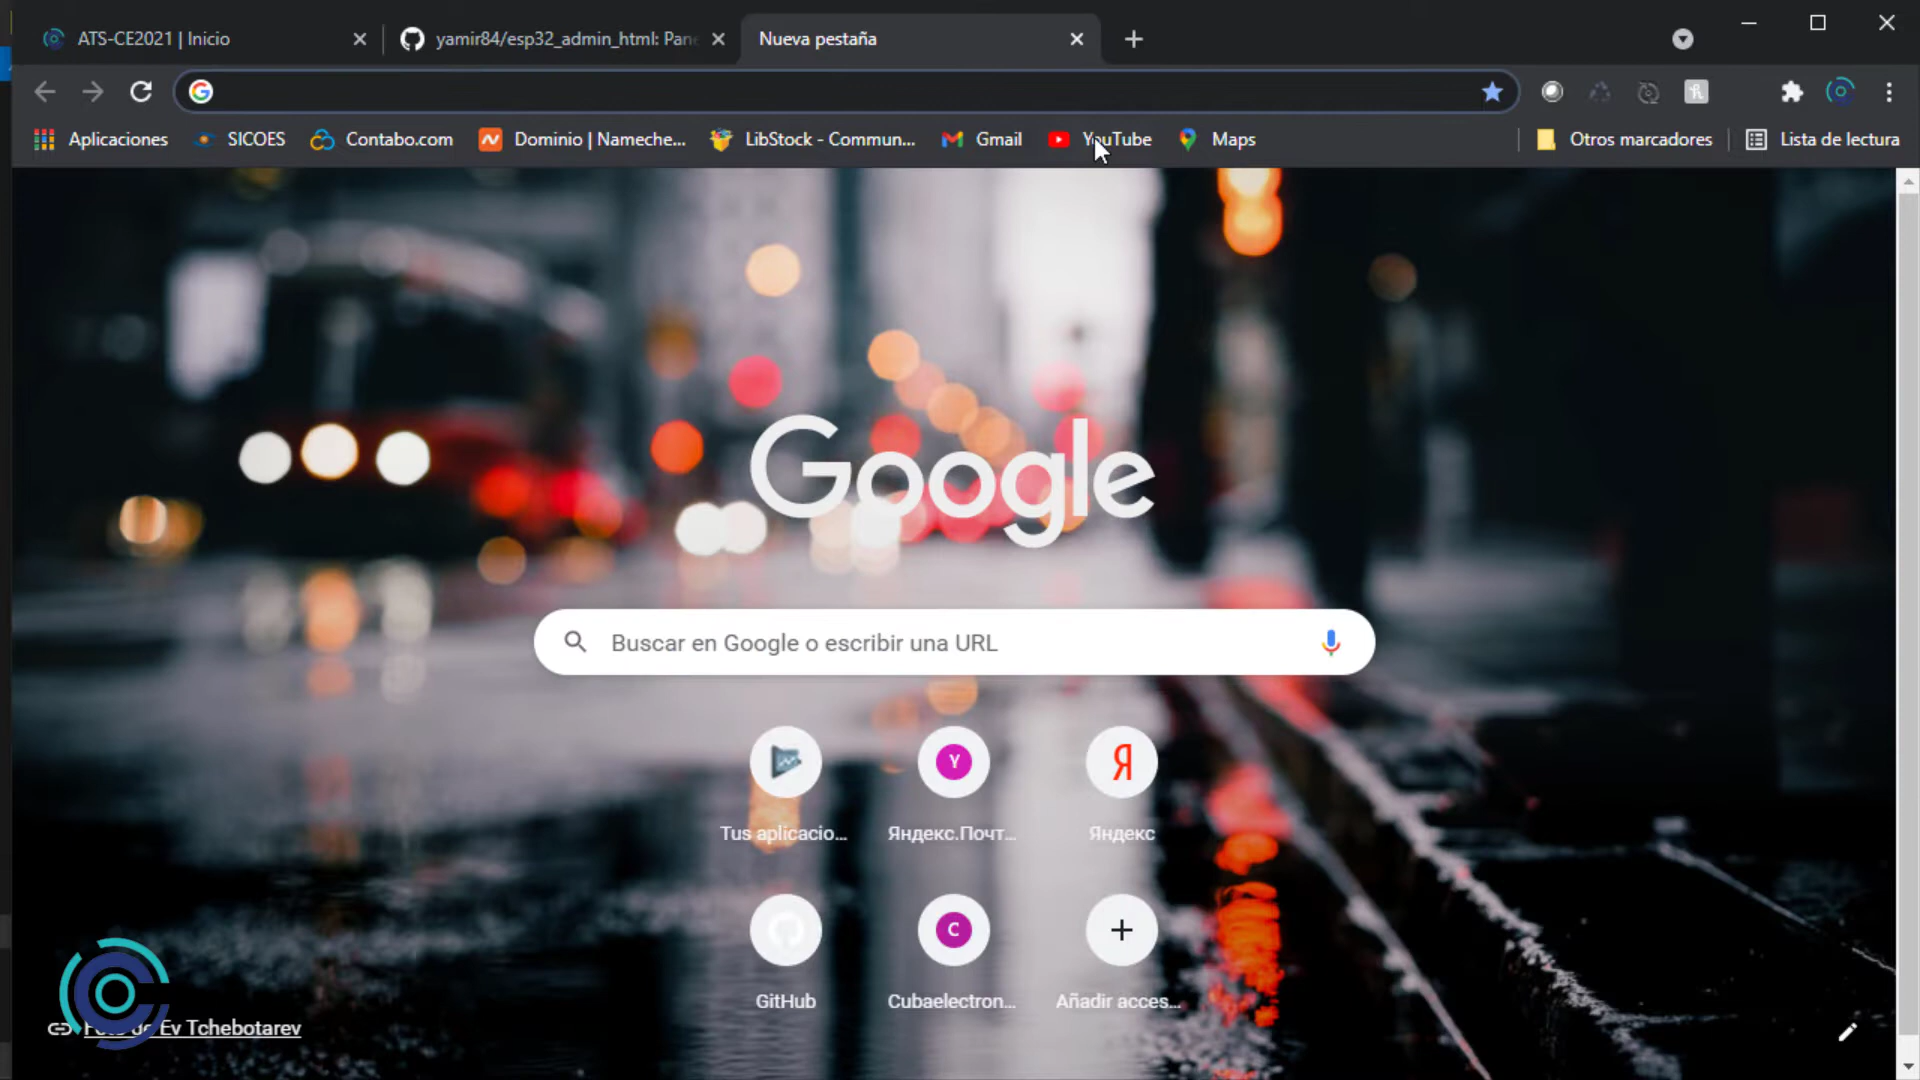 ATS-CE2021 | Inicio
yamir84/esp32_admin_html: Pane
Nueva pestaña
Aplicaciones
SICOES
Contabo.com
Dominio | Nameche...
LibStock - Commun...
Gmail
YouTube
Maps
Otros marcadores
Lista de lectura
Google
Buscar en Google o escribir una URL
Tus aplicacio...
Яндекс.Почт...
Яндекс
GitHub
Cubaelectron...
Añadir acces...
Ev Tchebotarev